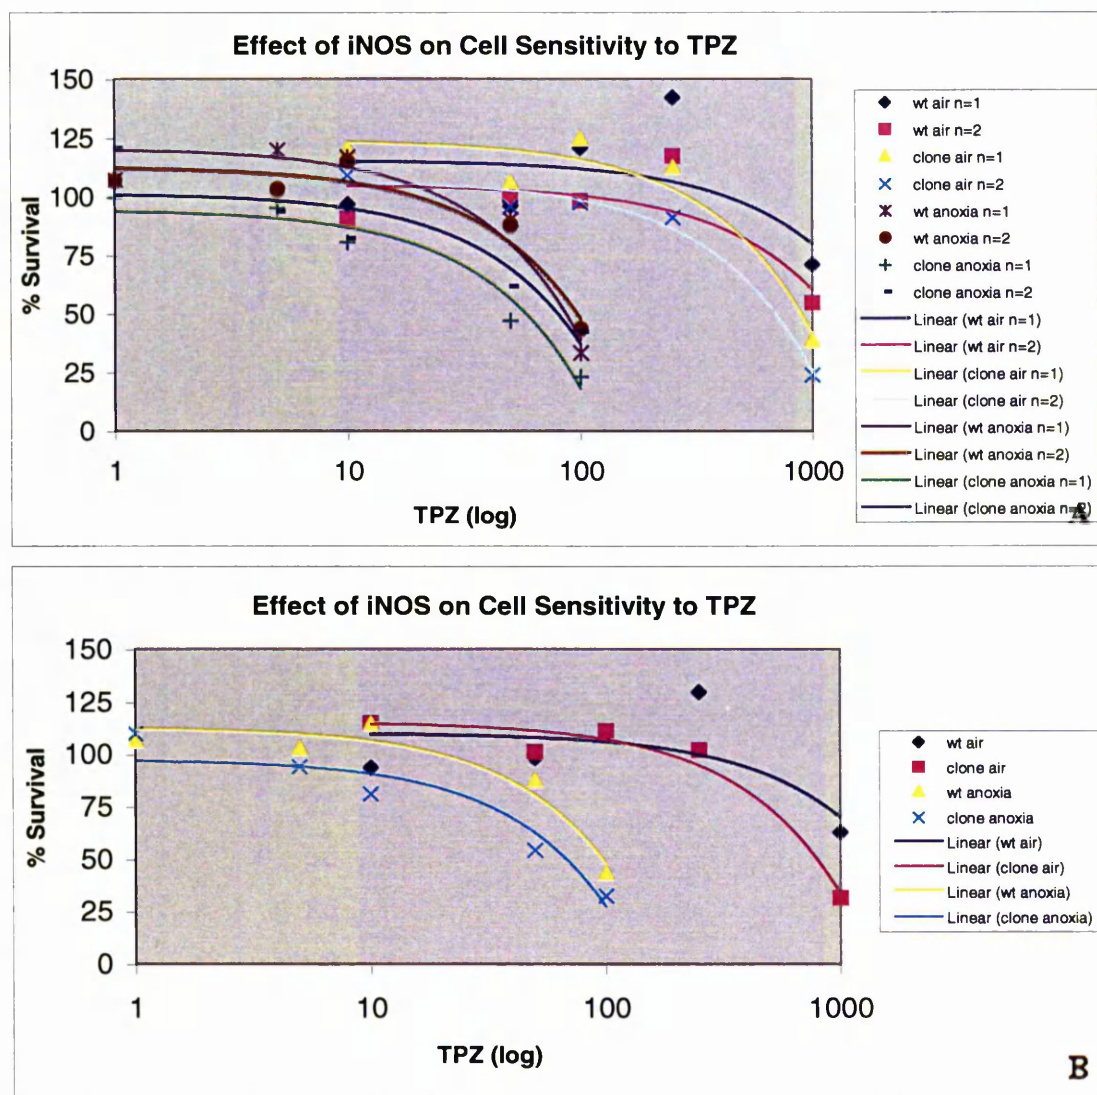 Effect of iNOS on Cell Sensitivity to TPZ
150
125
100
75
50
25
0
% Survival
1 10 100 1000
TPZ (log)
wt air n=1
wt air n=2
clone air n=1
clone air n=2
wt anoxia n=1
wt anoxia n=2
clone anoxia n=1
clone anoxia n=2
Linear (wt air n=1)
Linear (wt air n=2)
Linear (clone air n=1)
Linear (clone air n=2)
Linear (wt anoxia n=1)
Linear (wt anoxia n=2)
Linear (clone anoxia n=1)
Linear (clone anoxia n=2)
A
Effect of iNOS on Cell Sensitivity to TPZ
150
125
100
75
50
25
0
% Survival
1 10 100 1000
TPZ (log)
wt air
clone air
wt anoxia
clone anoxia
Linear (wt air)
Linear (clone air)
Linear (wt anoxia)
Linear (clone anoxia)
B